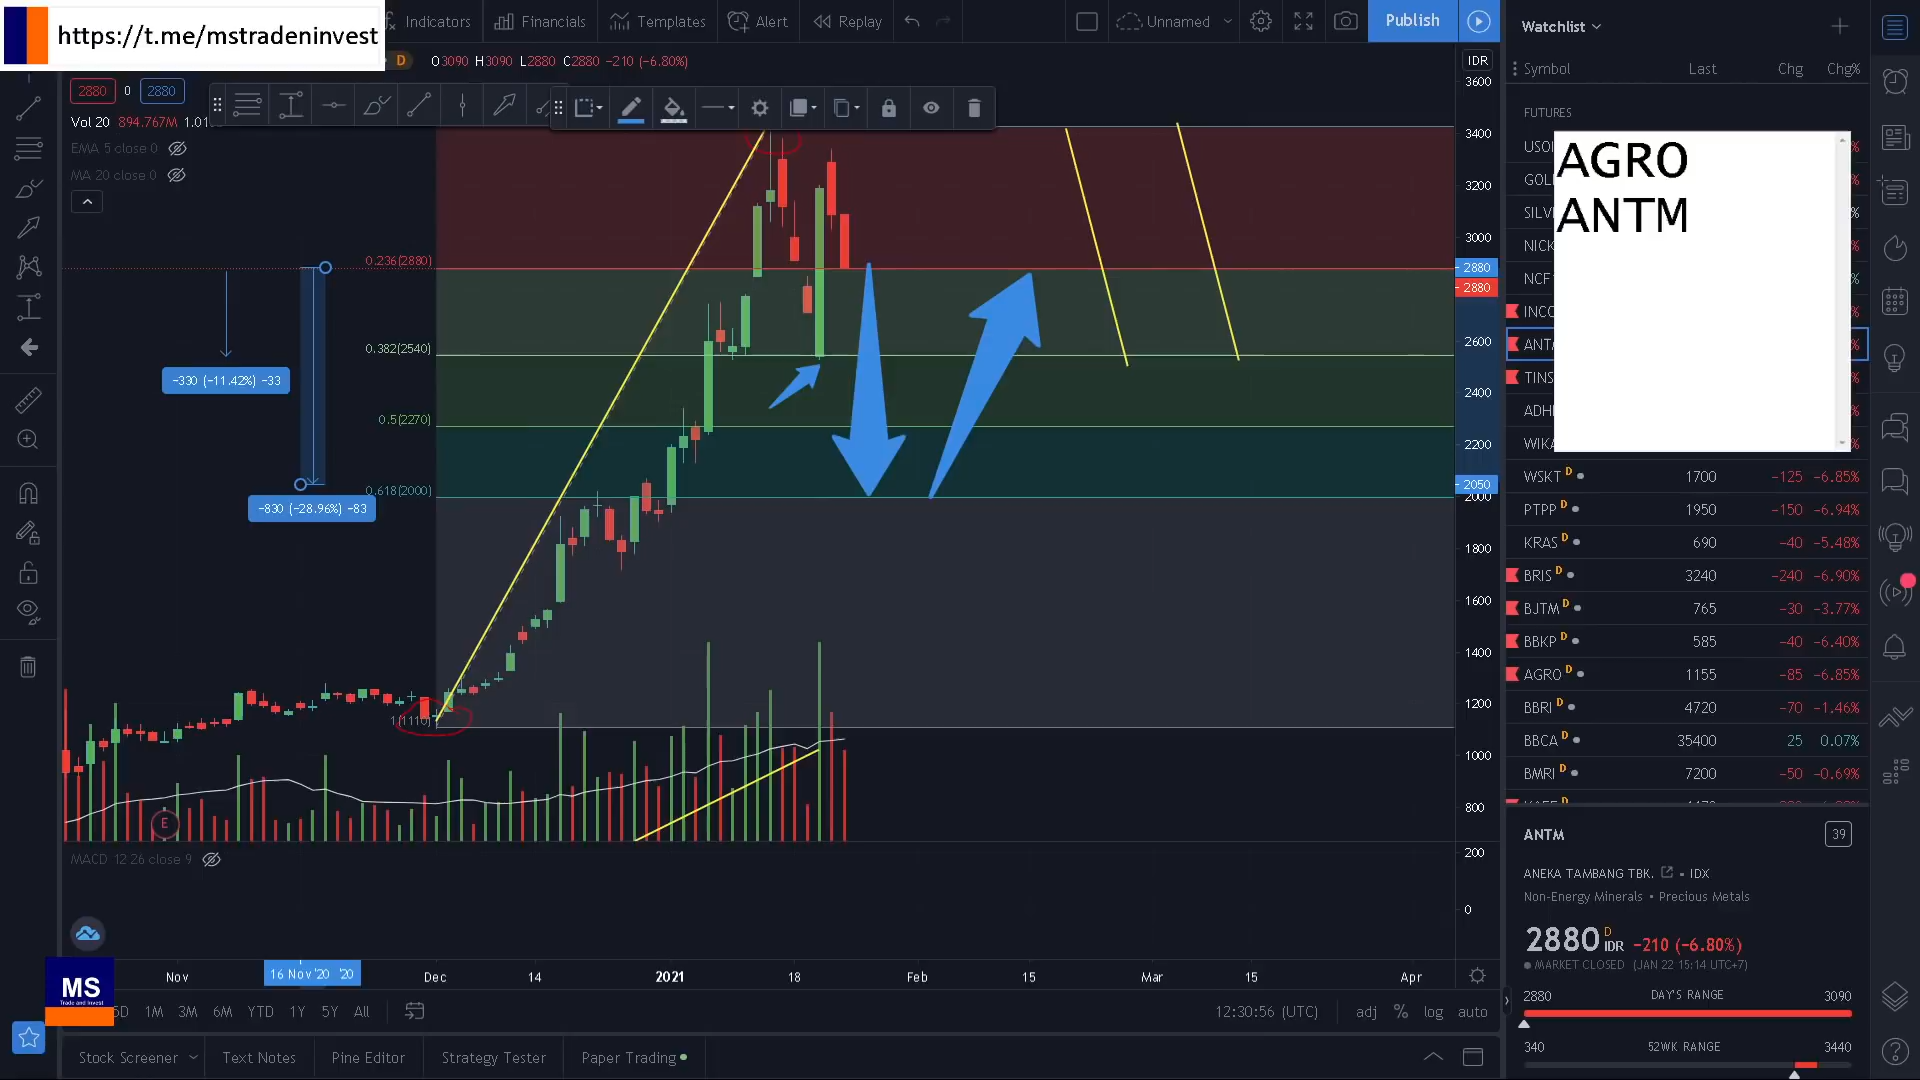 https://t.me/mstradeninvest
Indicators
Financials
Templates
Alert
Replay
Unnamed
Publish
Watchlist
D O3090 H3090 L2880 C2880 −210 (−6.80%)
IDR
2880 0 2880
Vol 20 894.767M
EMA 5 close 0
MA 20 close 0
Symbol Last Chg Chg%
FUTURES
AGRO
ANTM
3600
3400
3200
3000
2880
2880
2600
2400
2200
2050
2000
1800
1600
1400
1200
1000
800
200
0
0.236(2880)
0.382(2540)
0.5(2270)
0.618(2000)
1(1110)
−330 (−11.42%) −33
−830 (−28.96%) −83
E
MACD 12 26 close 9
WSKT D 1700 −125 −6.85%
PTPP D 1950 −150 −6.94%
KRAS D 690 −40 −5.48%
BRIS D 3240 −240 −6.90%
BJTM D 765 −30 −3.77%
BBKP D 585 −40 −6.40%
AGRO D 1155 −85 −6.85%
BBRI D 4720 −70 −1.46%
BBCA D 35400 25 0.07%
BMRI D 7200 −50 −0.69%
ANTM 39
ANEKA TAMBANG TBK. • IDX
Non-Energy Minerals • Precious Metals
2880 D IDR −210 (−6.80%)
MARKET CLOSED (JAN 22 15:14 UTC+7)
2880 DAY'S RANGE 3090
340 52WK RANGE 3440
Nov 16 Nov '20 '20 Dec 14 2021 18 Feb 15 Mar 15 Apr
MS
Trade and Invest
5D 1M 3M 6M YTD 1Y 5Y All
12:30:56 (UTC) adj % log auto
Stock Screener
Text Notes
Pine Editor
Strategy Tester
Paper Trading